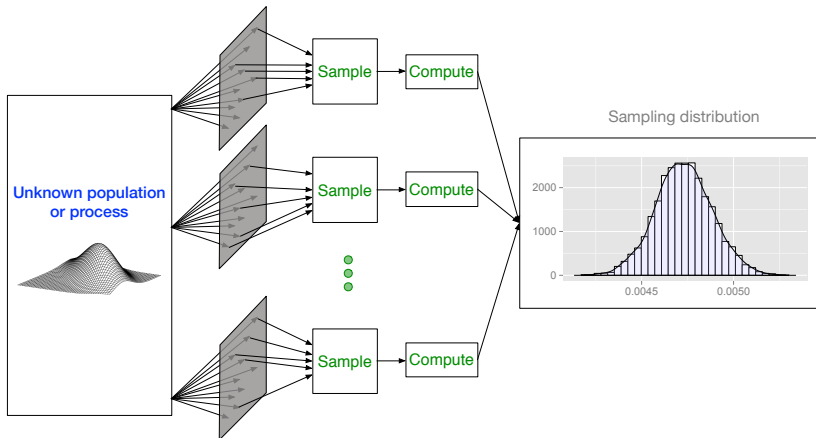 Unknown population
or process
Sample
Compute
Sample
Compute
Sample
Compute
Sampling distribution
2000
1000
0
0.0045
0.0050